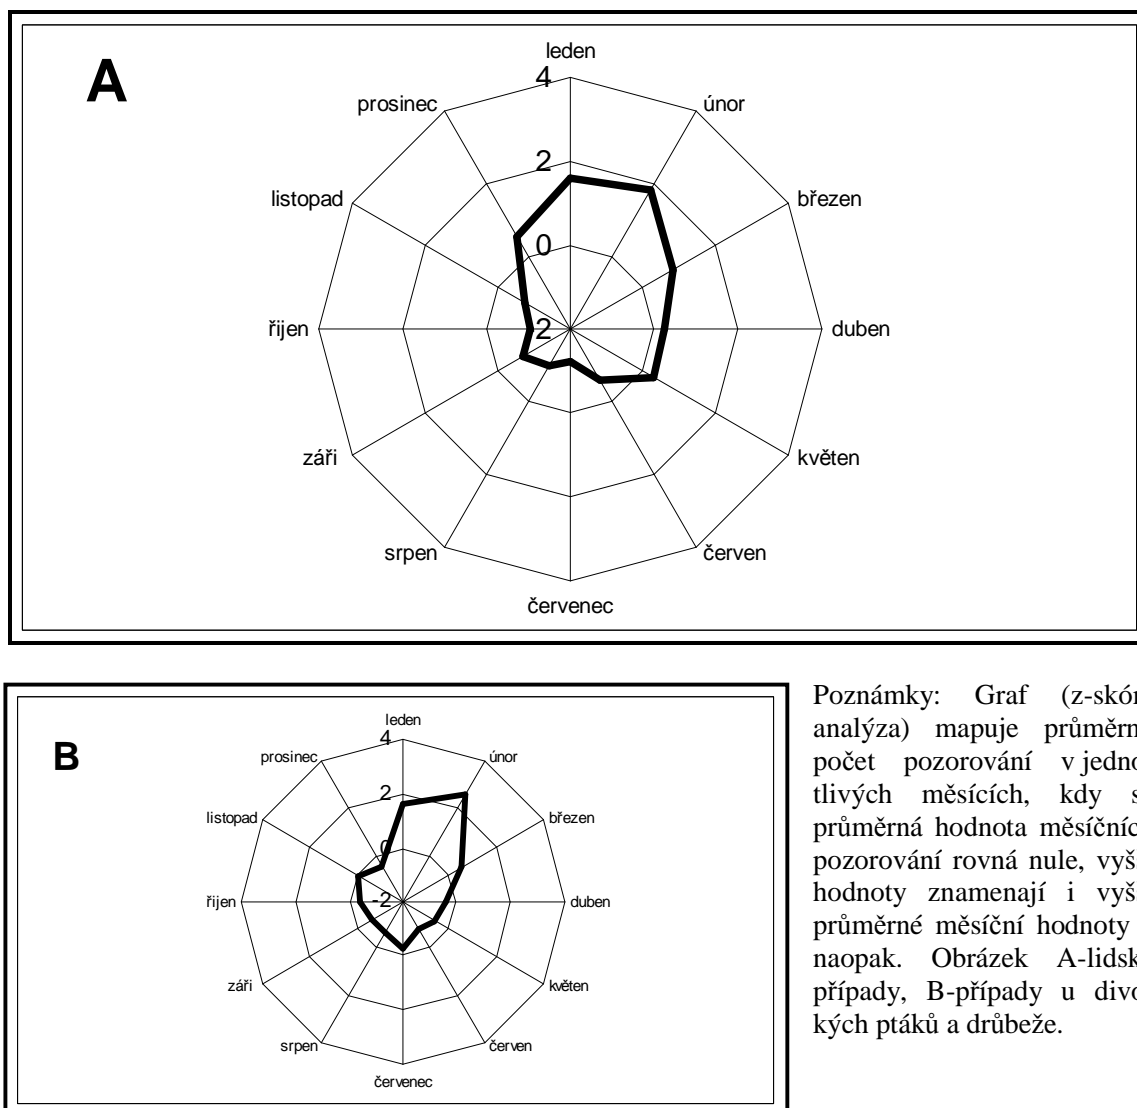 A
leden
4
prosinec
únor
2
listopad
březen
0
řijen
2
duben
září
květen
srpen
červen
červenec
B
leden
4
prosinec
únor
2
listopad
březen
0
řijen
-2
duben
září
květen
srpen
červen
červenec
Poznámky: Graf (z-skór
analýza) mapuje průměrn
počet pozorování v jedno
tlivých měsících, kdy s
průměrná hodnota měsíčníc
pozorování rovná nule, vyš
hodnoty znamenají i vyš
průměrné měsíční hodnoty
naopak. Obrázek A-lidsk
případy, B-případy u divo
kých ptáků a drůbeže.